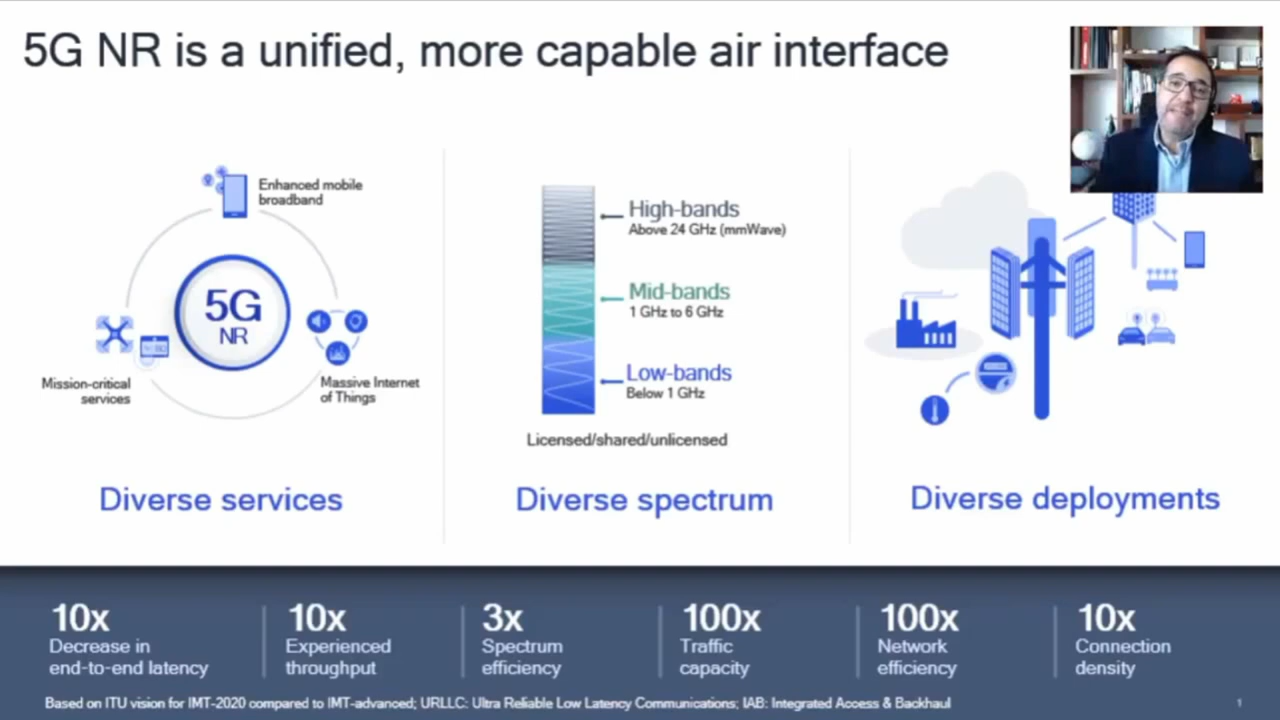 5G NR is a unified, more capable air interface
Enhanced mobile
broadband
5G
NR
Mission-critical
services
Massive Internet
of Things
Diverse services
High-bands
Above 24 GHz (mmWave)
Mid-bands
1 GHz to 6 GHz
Low-bands
Below 1 GHz
Licensed/shared/unlicensed
Diverse spectrum
Diverse deployments
10x
Decrease in
end-to-end latency
10x
Experienced
throughput
3x
Spectrum
efficiency
100x
Traffic
capacity
100x
Network
efficiency
10x
Connection
density
Based on ITU vision for IMT-2020 compared to IMT-advanced; URLLC: Ultra Reliable Low Latency Communications; IAB: Integrated Access & Backhaul
1